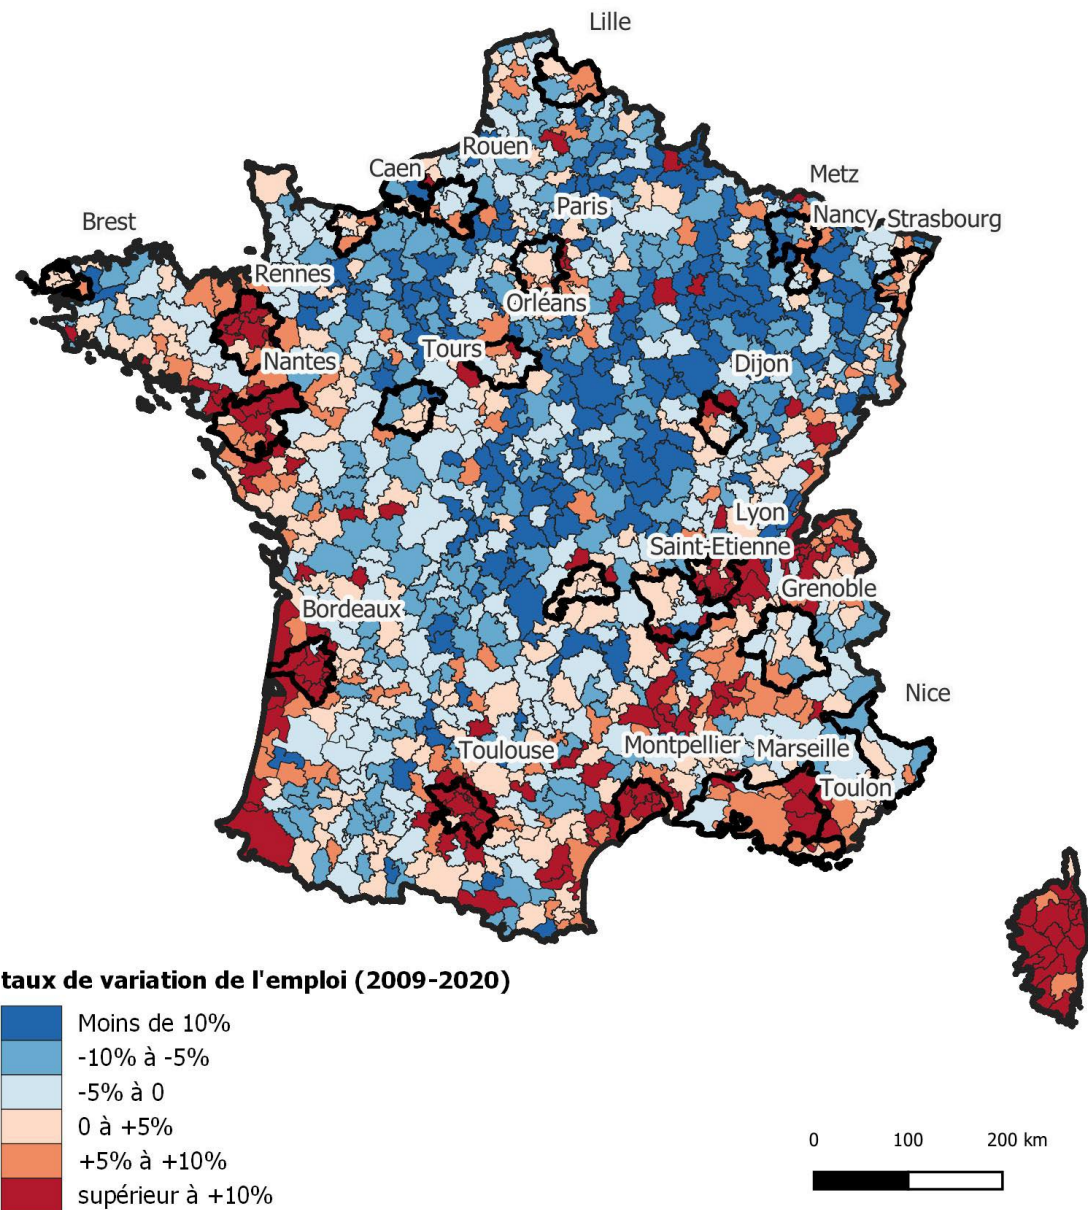 Lille
Rouen
Caen
Metz
Paris
Brest
Nancy
Strasbourg
Rennes
Orléans
Tours
Nantes
Dijon
Lyon
Saint-Etienne
Grenoble
Bordeaux
Nice
Toulouse
Montpellier
Marseille
Toulon
taux de variation de l'emploi (2009-2020)
Moins de 10%
-10% à -5%
-5% à 0
0 à +5%
+5% à +10%
supérieur à +10%
0 100 200 km